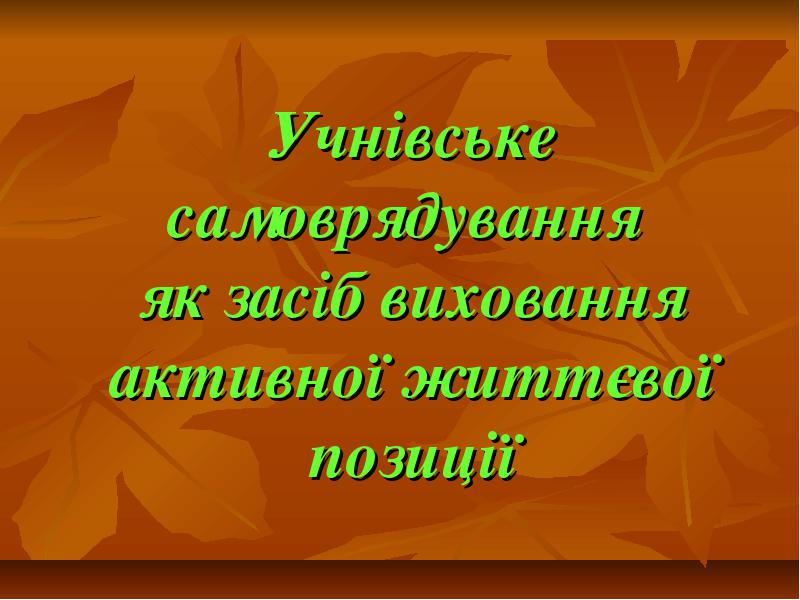 Учнівське
самоврядування
як засіб виховання
активної життєвої
позиції